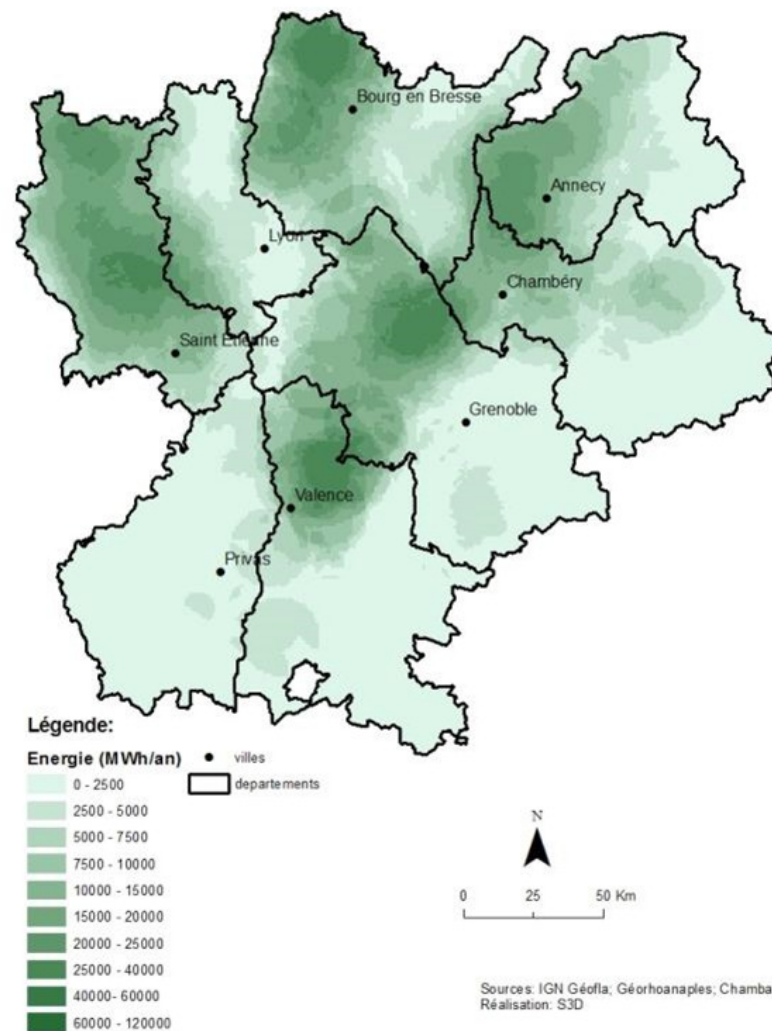 Bourg en Bresse
Annecy
Lyon
Chambéry
Saint Etienne
Grenoble
Valence
Privas
Légende:
Energie (MWh/an)
villes
0 - 2500
departements
2500 - 5000
5000 - 7500
7500 - 10000
10000 - 15000
15000 - 20000
20000 - 25000
25000 - 40000
40000- 60000
60000 - 120000
N
0 25 50 Km
Sources: IGN Géofla; Géorhoanaples; Chamba
Réalisation: S3D